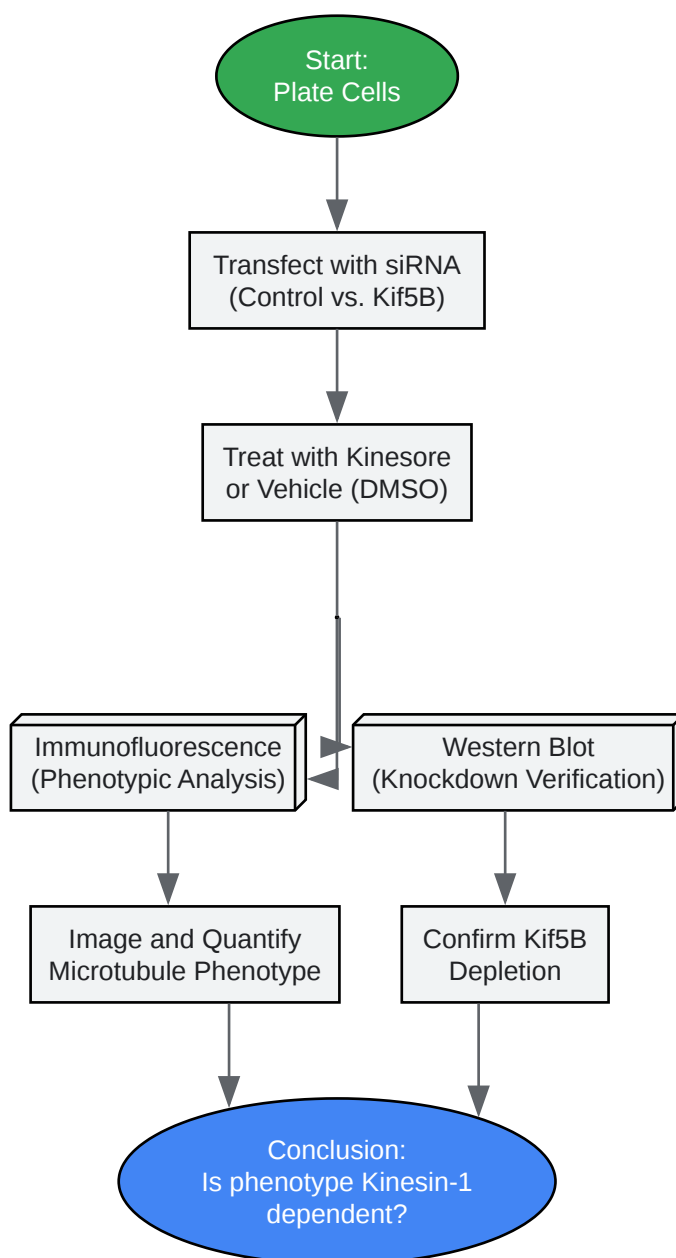 Start:
Plate Cells
Transfect with siRNA
(Control vs. Kif5B)
Treat with Kinesore
or Vehicle (DMSO)
Immunofluorescence
(Phenotypic Analysis)
Western Blot
(Knockdown Verification)
Image and Quantify
Microtubule Phenotype
Confirm Kif5B
Depletion
Conclusion:
Is phenotype Kinesin-1
dependent?